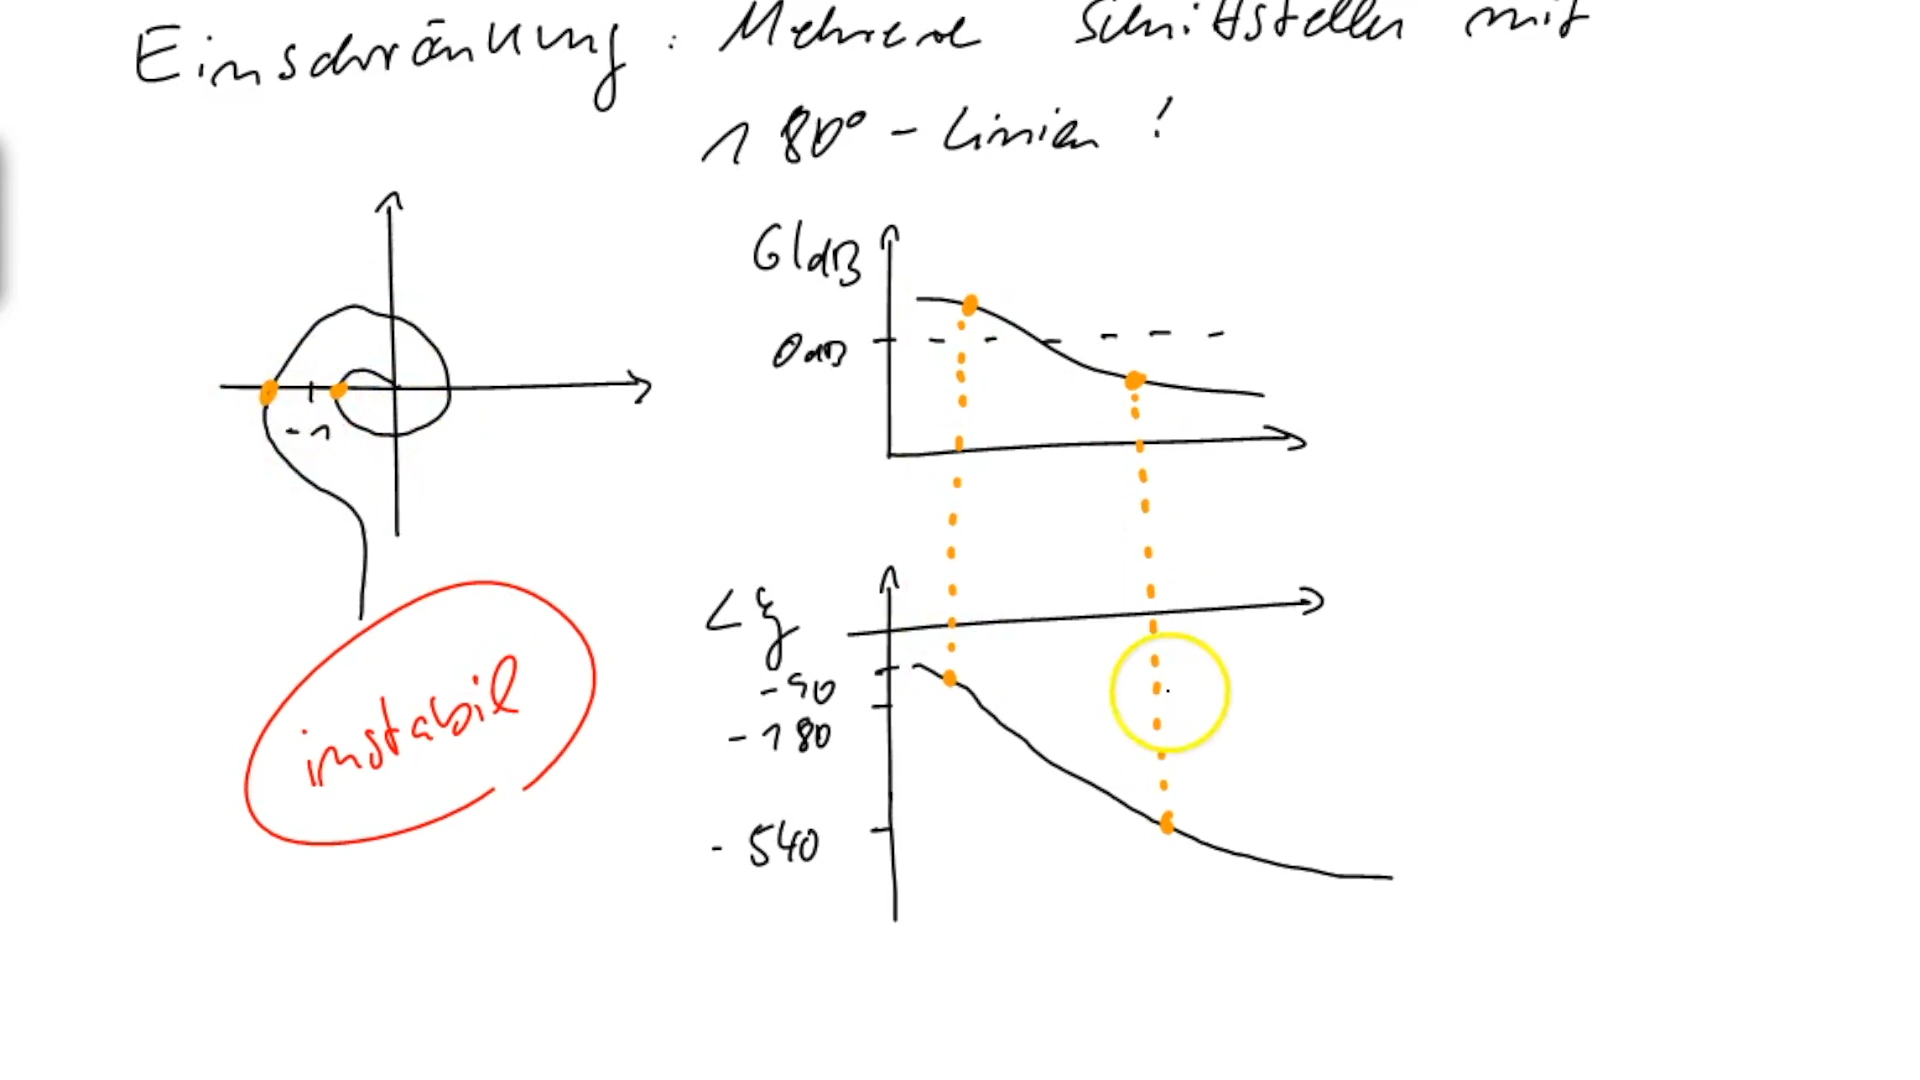 Einschränkung: Mehrere Schnittstellen mit
180° - Linien !
G|dB
0dB
-1
∠G
-90
-180
-540
instabil